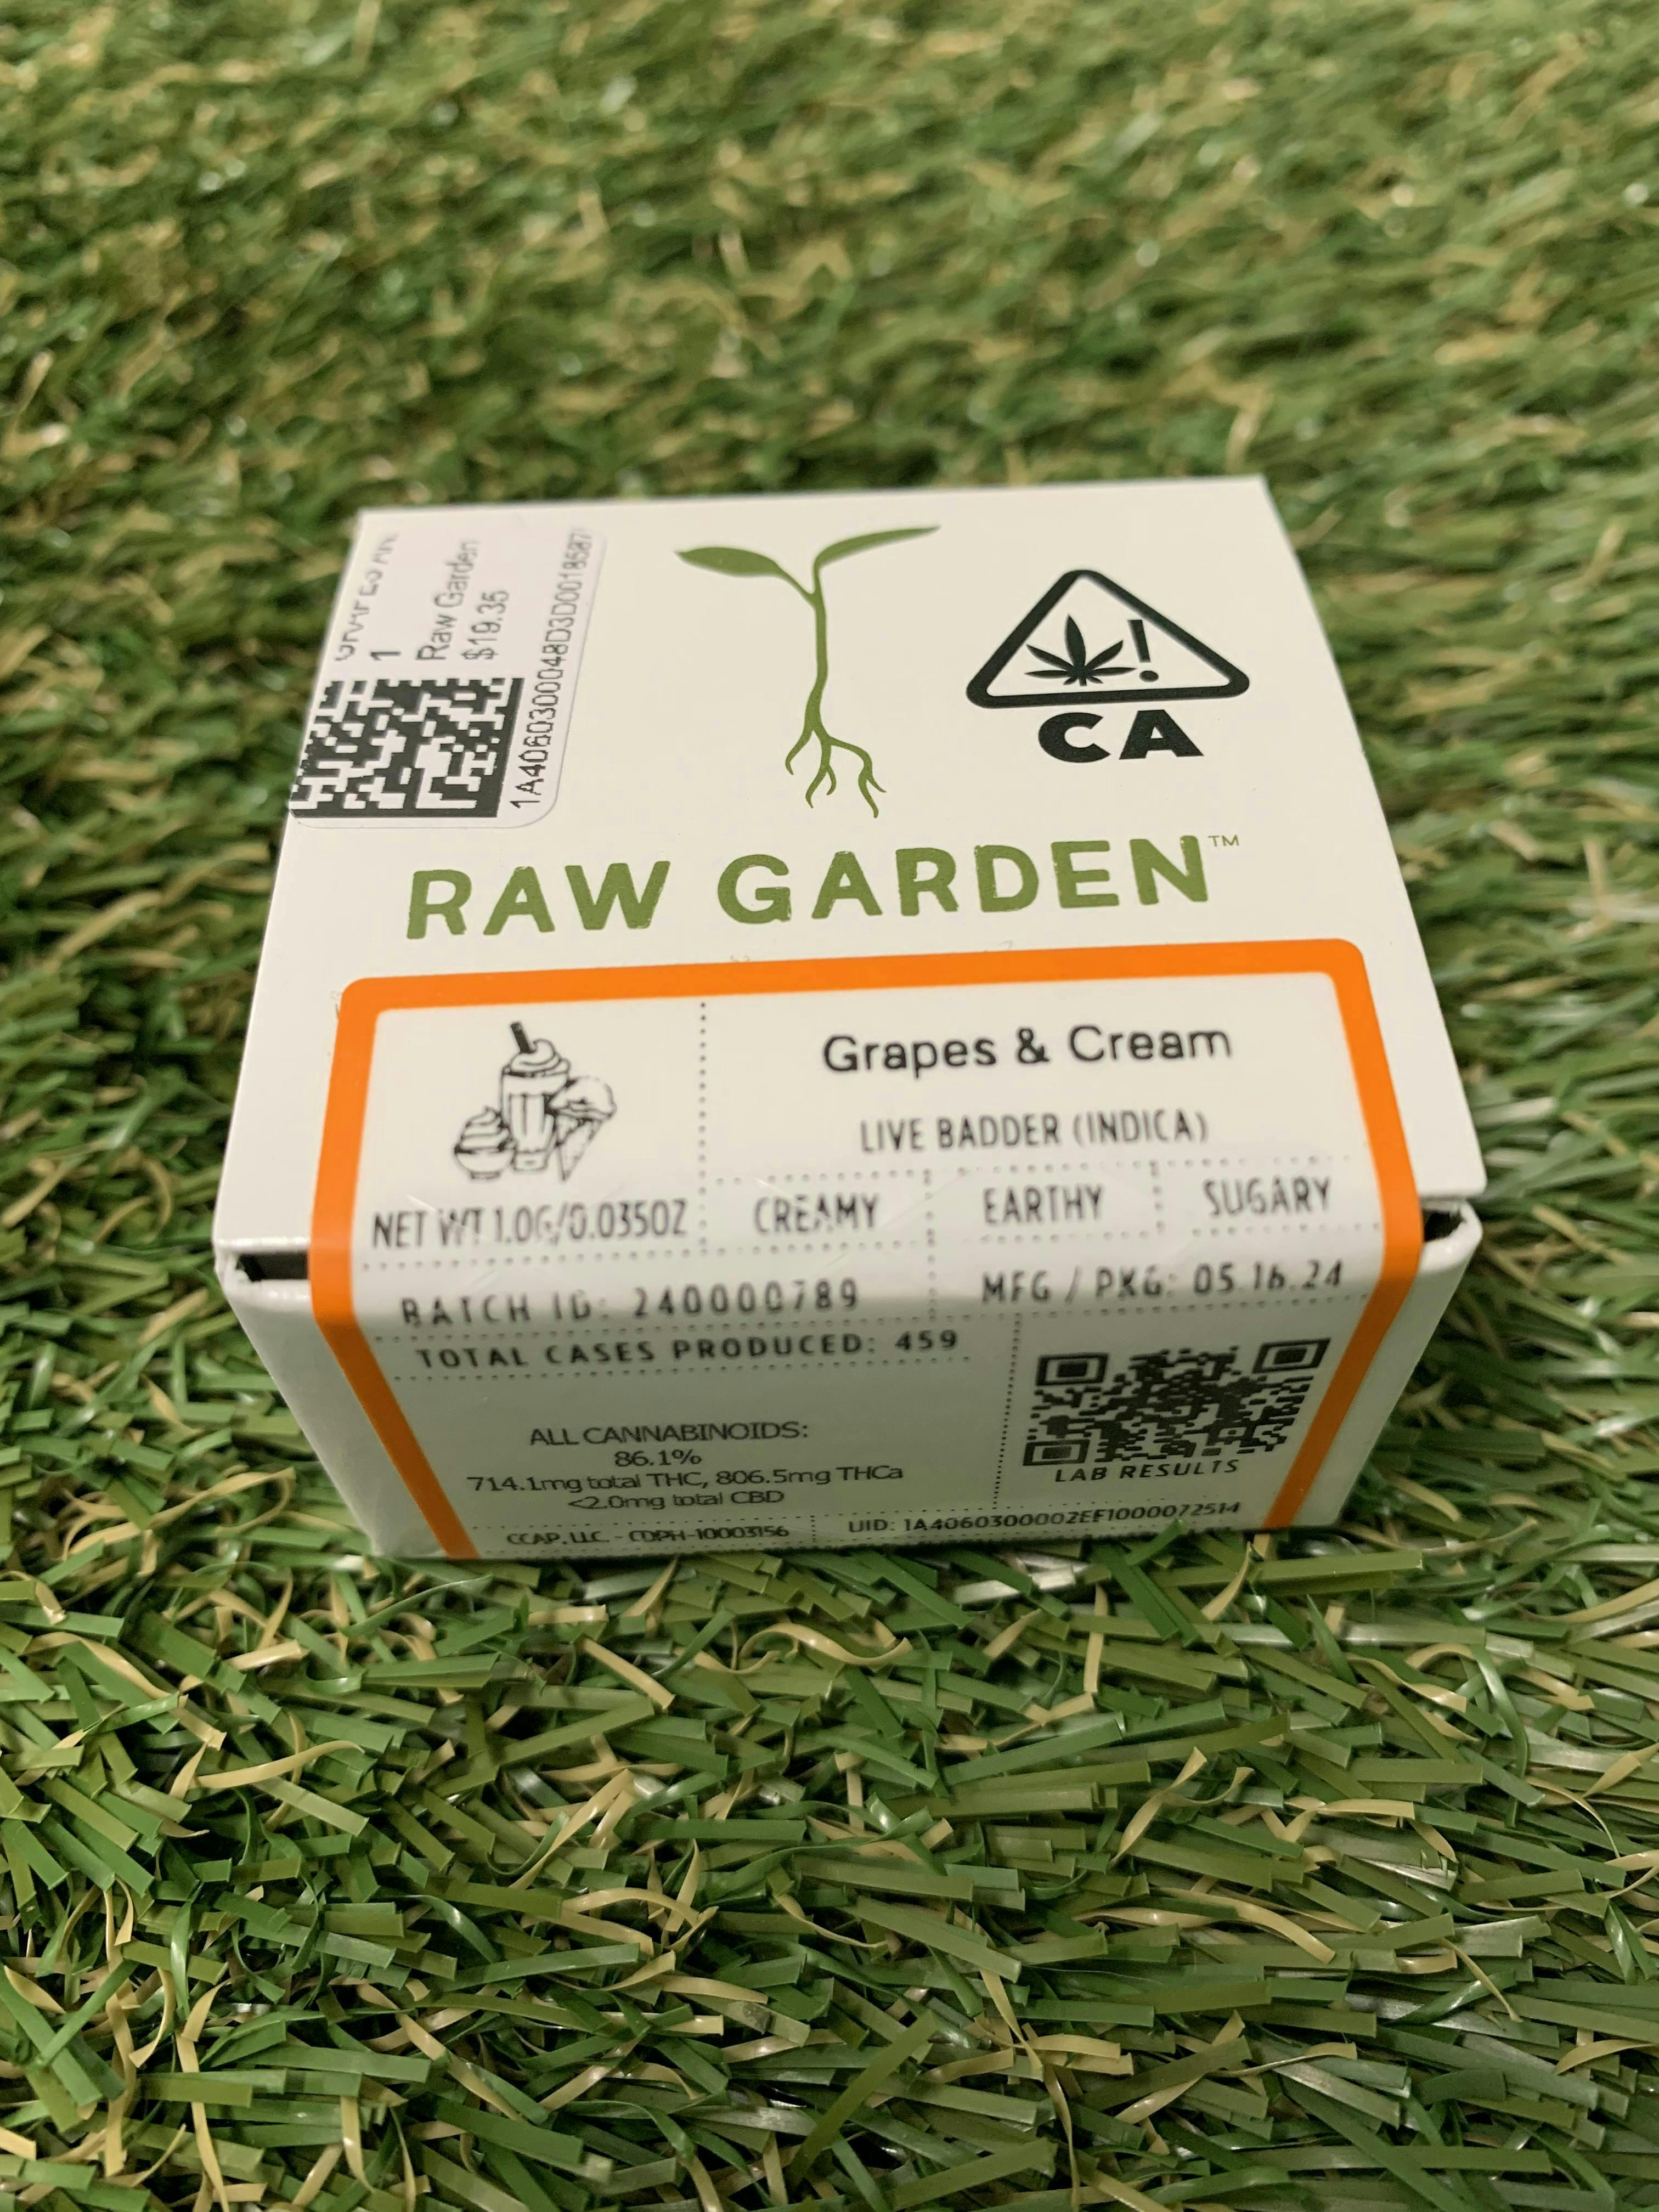 1
Raw Garden
$19.35
1A4060300048D3D0018587
CA
RAW GARDEN™
Grapes & Cream
LIVE BADDER (INDICA)
NET WT 1.0G/0.035OZ
CREAMY
EARTHY
SUGARY
BATCH ID: 240000789
MFG / PKG: 05.16.24
TOTAL CASES PRODUCED: 459
ALL CANNABINOIDS:
86.1%
714.1mg total THC, 806.5mg THCa
<2.0mg total CBD
LAB RESULTS
CCAP, LLC. - CDPH-10003156
UID: 1A4060300002EF1000072514